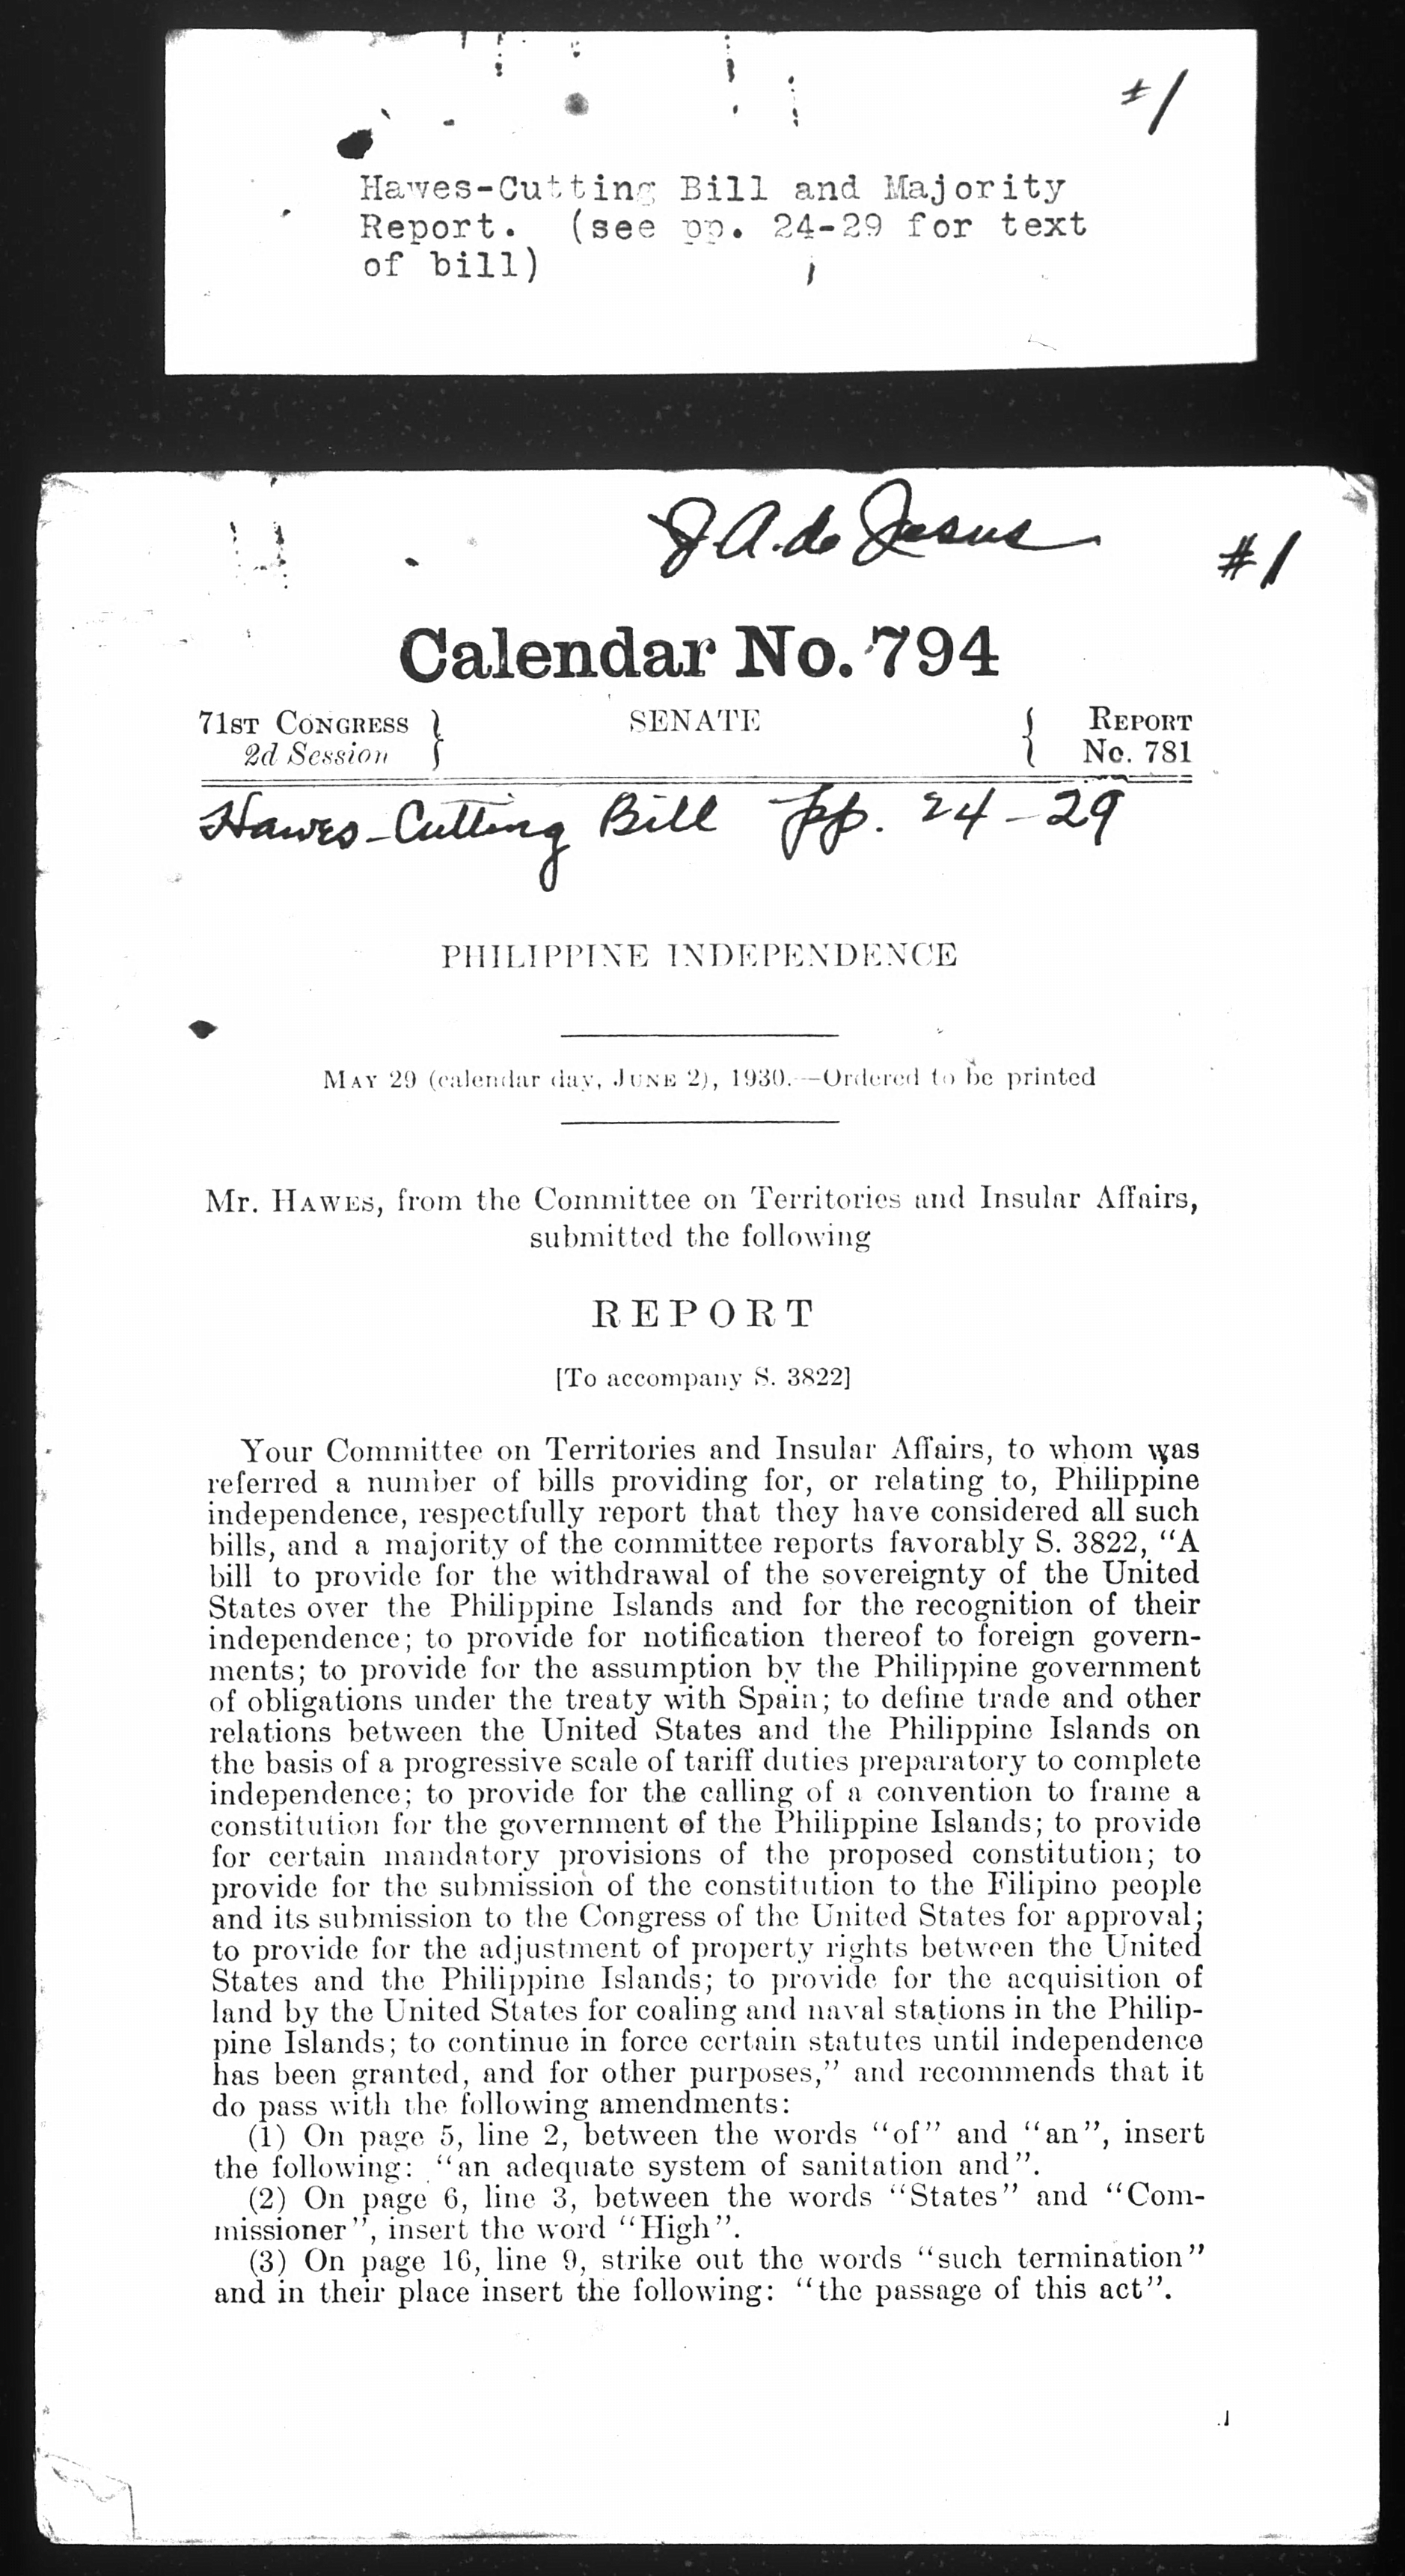 #1
Hawes-Cutting Bill and Majority
Report. (see pp. 24-29 for text
of bill)
J. A. de Jesus
#1
Calendar No. 794
71ST CONGRESS } SENATE { REPORT
2d Session } { No. 781
Hawes-Cutting Bill pp. 24-29
PHILIPPINE INDEPENDENCE
MAY 29 (calendar day, JUNE 2), 1930.—Ordered to be printed
Mr. HAWES, from the Committee on Territories and Insular Affairs,
submitted the following
REPORT
[To accompany S. 3822]
Your Committee on Territories and Insular Affairs, to whom was
referred a number of bills providing for, or relating to, Philippine
independence, respectfully report that they have considered all such
bills, and a majority of the committee reports favorably S. 3822, “A
bill to provide for the withdrawal of the sovereignty of the United
States over the Philippine Islands and for the recognition of their
independence; to provide for notification thereof to foreign govern-
ments; to provide for the assumption by the Philippine government
of obligations under the treaty with Spain; to define trade and other
relations between the United States and the Philippine Islands on
the basis of a progressive scale of tariff duties preparatory to complete
independence; to provide for the calling of a convention to frame a
constitution for the government of the Philippine Islands; to provide
for certain mandatory provisions of the proposed constitution; to
provide for the submission of the constitution to the Filipino people
and its submission to the Congress of the United States for approval;
to provide for the adjustment of property rights between the United
States and the Philippine Islands; to provide for the acquisition of
land by the United States for coaling and naval stations in the Philip-
pine Islands; to continue in force certain statutes until independence
has been granted, and for other purposes,” and recommends that it
do pass with the following amendments:
(1) On page 5, line 2, between the words “of” and “an”, insert
the following: “an adequate system of sanitation and”.
(2) On page 6, line 3, between the words “States” and “Com-
missioner”, insert the word “High”.
(3) On page 16, line 9, strike out the words “such termination”
and in their place insert the following: “the passage of this act”.